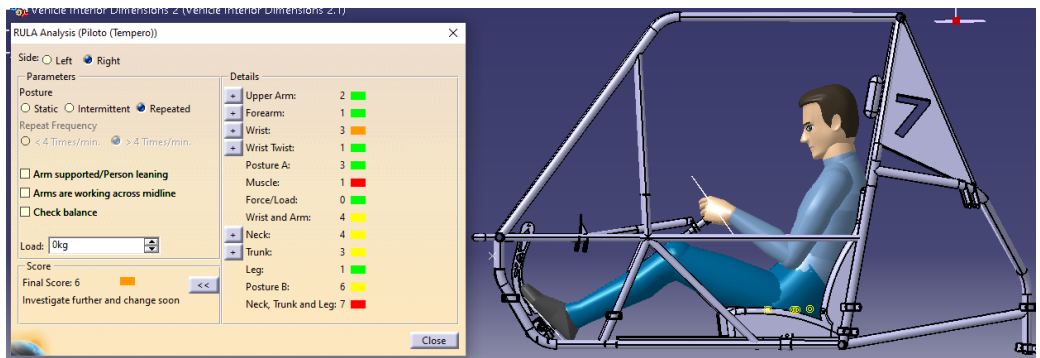 Vehicle Interior Dimensions 2 (Vehicle Interior Dimensions 2.1)
RULA Analysis (Piloto (Tempero))
Side: Left Right
Parameters
Posture
Static Intermittent Repeated
Repeat Frequency
< 4 Times/min. > 4 Times/min.
Arm supported/Person leaning
Arms are working across midline
Check balance
Load: 0kg
Score
Final Score: 6
<<
Investigate further and change soon
Details
+ Upper Arm: 2
+ Forearm: 1
+ Wrist: 3
+ Wrist Twist: 1
Posture A: 3
Muscle: 1
Force/Load: 0
Wrist and Arm: 4
+ Neck: 4
+ Trunk: 3
Leg: 1
Posture B: 6
Neck, Trunk and Leg: 7
Close
7